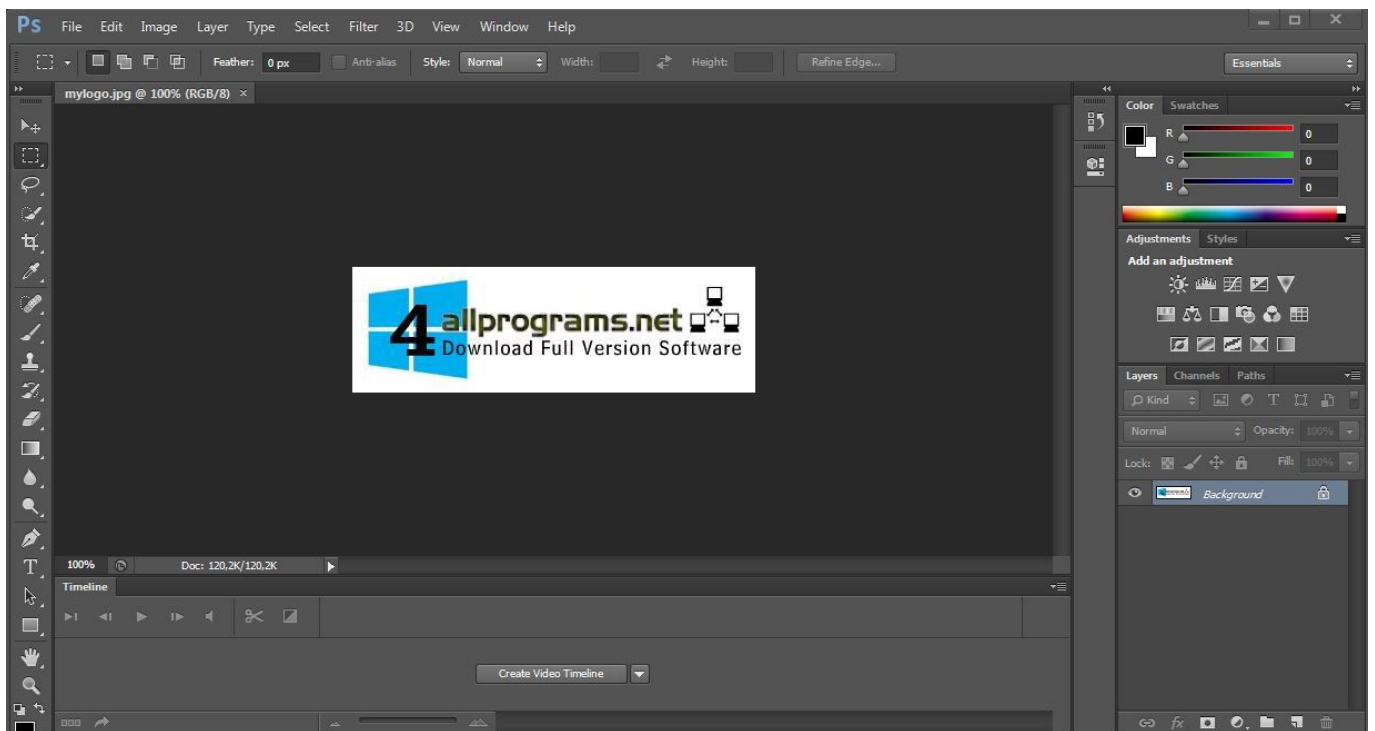 Ps File Edit Image Layer Type Select Filter 3D View Window Help
Feather: 0 px Anti-alias Style: Normal Width: Height: Refine Edge... Essentials
mylogo.jpg @ 100% (RGB/8) ×
Color Swatches
R 0
G 0
B 0
Adjustments Styles
Add an adjustment
4allprograms.net
Download Full Version Software
Layers Channels Paths
Kind
Normal Opacity: 100%
Lock: Fill: 100%
Background
100% Doc: 120,2K/120,2K
Timeline
Create Video Timeline
fx